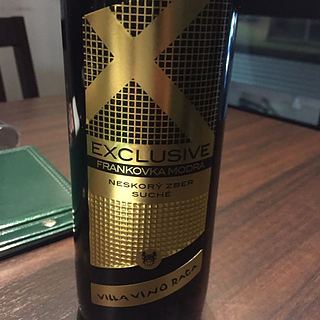 X
EXCLUSIVE
FRANKOVKA MODRÁ
NESKORÝ ZBER
SUCHÉ
VILLA VINO RAČA